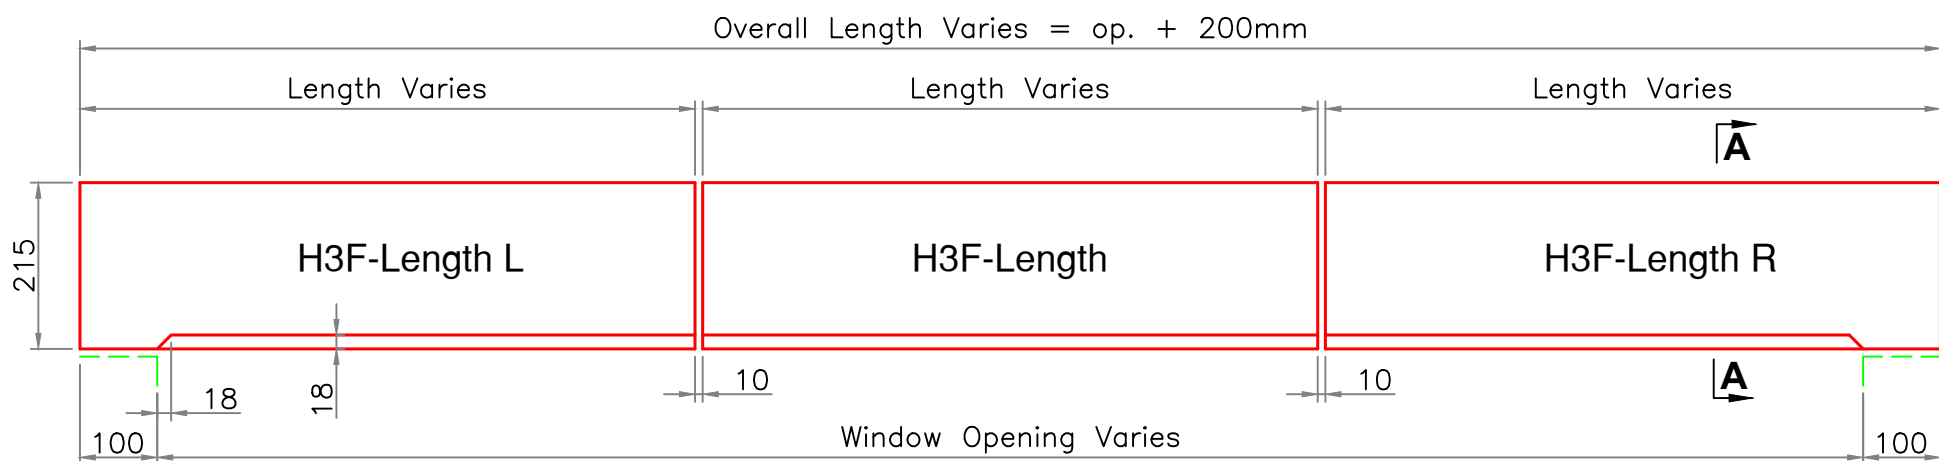 Overall Length Varies = op. + 200mm
Length Varies
Length Varies
Length Varies
A
215
H3F-Length L
H3F-Length
H3F-Length R
18
18
10
10
A
100
Window Opening Varies
100